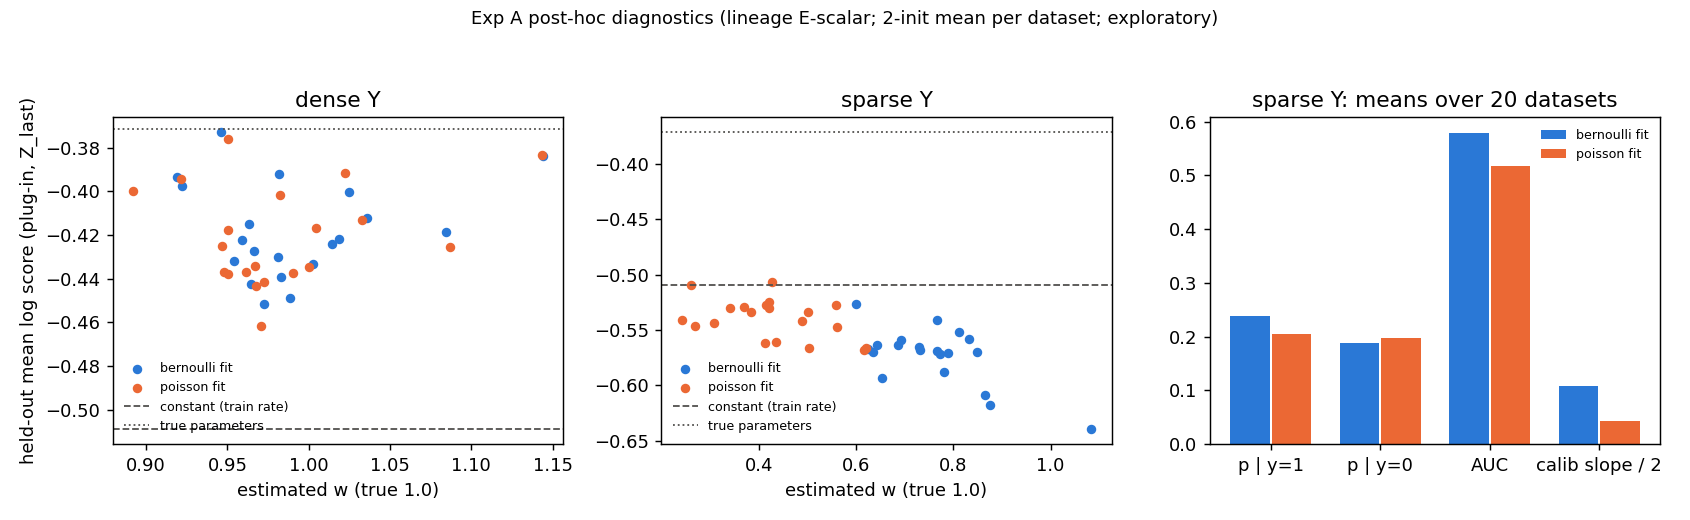 Exp A post-hoc diagnostics (lineage E-scalar; 2-init mean per dataset; exploratory)
dense Y
held-out mean log score (plug-in, Z_last)
−0.38
−0.40
−0.42
−0.44
−0.46
−0.48
−0.50
bernoulli fit
poisson fit
constant (train rate)
true parameters
0.90 0.95 1.00 1.05 1.10 1.15
estimated w (true 1.0)
sparse Y
−0.40
−0.45
−0.50
−0.55
−0.60
−0.65
bernoulli fit
poisson fit
constant (train rate)
true parameters
0.4 0.6 0.8 1.0
estimated w (true 1.0)
sparse Y: means over 20 datasets
0.6
0.5
0.4
0.3
0.2
0.1
0.0
bernoulli fit
poisson fit
p | y=1 p | y=0 AUC calib slope / 2